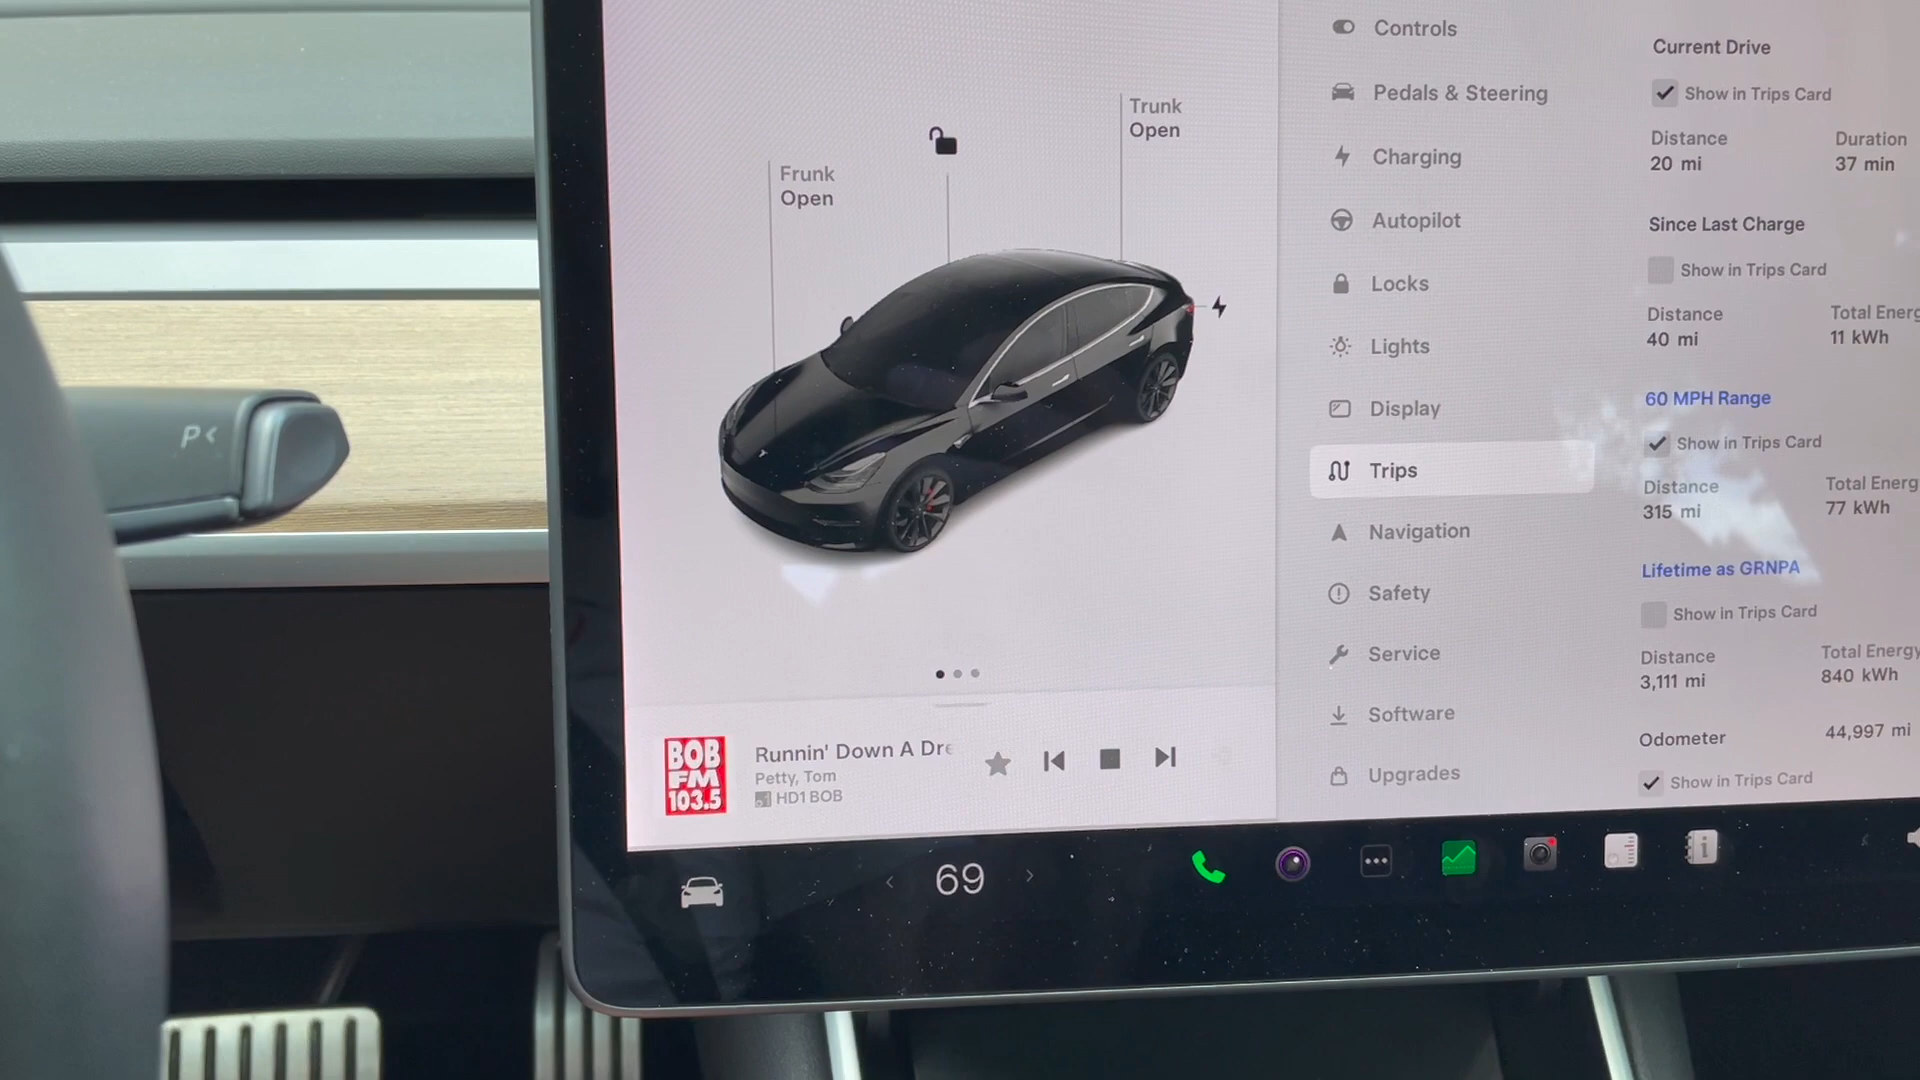 P<
Frunk
Open
Trunk
Open
Controls
Pedals & Steering
Charging
Autopilot
Locks
Lights
Display
Trips
Navigation
Safety
Service
Software
Upgrades
Current Drive
Show in Trips Card
Distance Duration
20 mi 37 min
Since Last Charge
Show in Trips Card
Distance Total Energ
40 mi 11 kWh
60 MPH Range
Show in Trips Card
Distance Total Energ
315 mi 77 kWh
Lifetime as GRNPA
Show in Trips Card
Distance Total Energy
3,111 mi 840 kWh
Odometer 44,997 mi
Show in Trips Card
BOB
FM
103.5
Runnin' Down A Dre
Petty, Tom
HD1 BOB
< 69 >